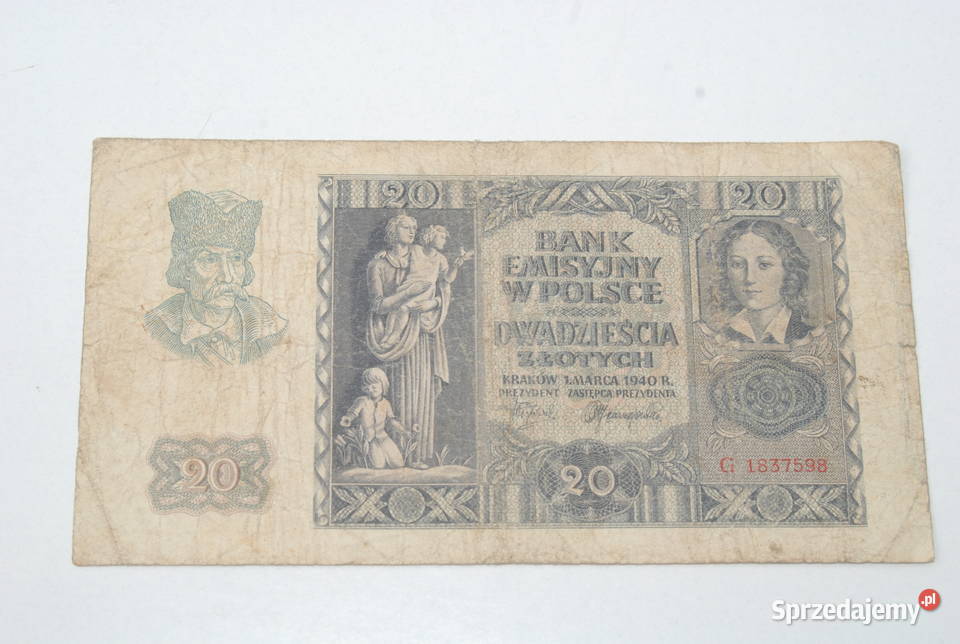 20 20
BANK
EMISYJNY
W POLSCE
DWADZIEŚCIA
ZŁOTYCH
KRAKÓW 1. MARCA 1940 R.
PREZYDENT ZASTĘPCA PREZYDENTA
G 1837598
20 20
Sprzedajemy.pl